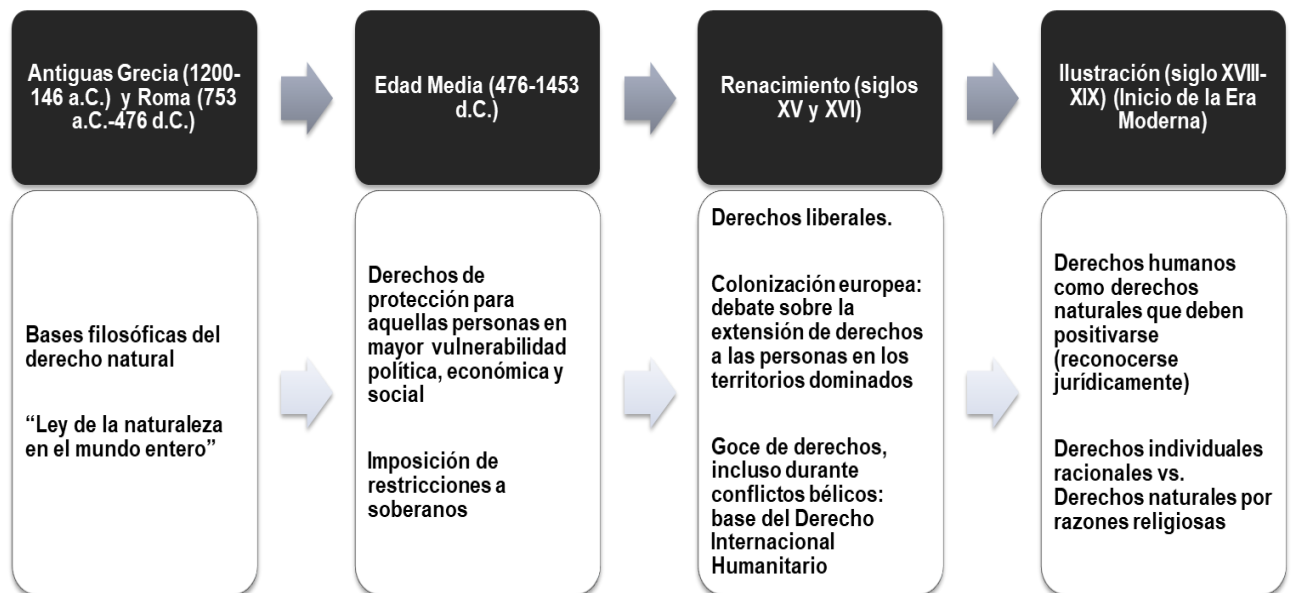 Antiguas Grecia (1200-
146 a.C.) y Roma (753
a.C.-476 d.C.)
Bases filosóficas del
derecho natural
“Ley de la naturaleza
en el mundo entero”
Edad Media (476-1453
d.C.)
Derechos de
protección para
aquellas personas en
mayor vulnerabilidad
política, económica y
social
Imposición de
restricciones a
soberanos
Renacimiento (siglos
XV y XVI)
Derechos liberales.
Colonización europea:
debate sobre la
extensión de derechos
a las personas en los
territorios dominados
Goce de derechos,
incluso durante
conflictos bélicos:
base del Derecho
Internacional
Humanitario
Ilustración (siglo XVIII-
XIX) (Inicio de la Era
Moderna)
Derechos humanos
como derechos
naturales que deben
positivarse
(reconocerse
jurídicamente)
Derechos individuales
racionales vs.
Derechos naturales por
razones religiosas